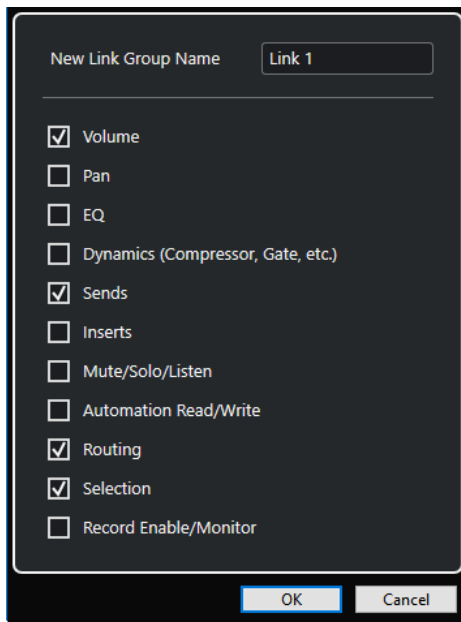 New Link Group Name Link 1
Volume
Pan
EQ
Dynamics (Compressor, Gate, etc.)
Sends
Inserts
Mute/Solo/Listen
Automation Read/Write
Routing
Selection
Record Enable/Monitor
OK Cancel